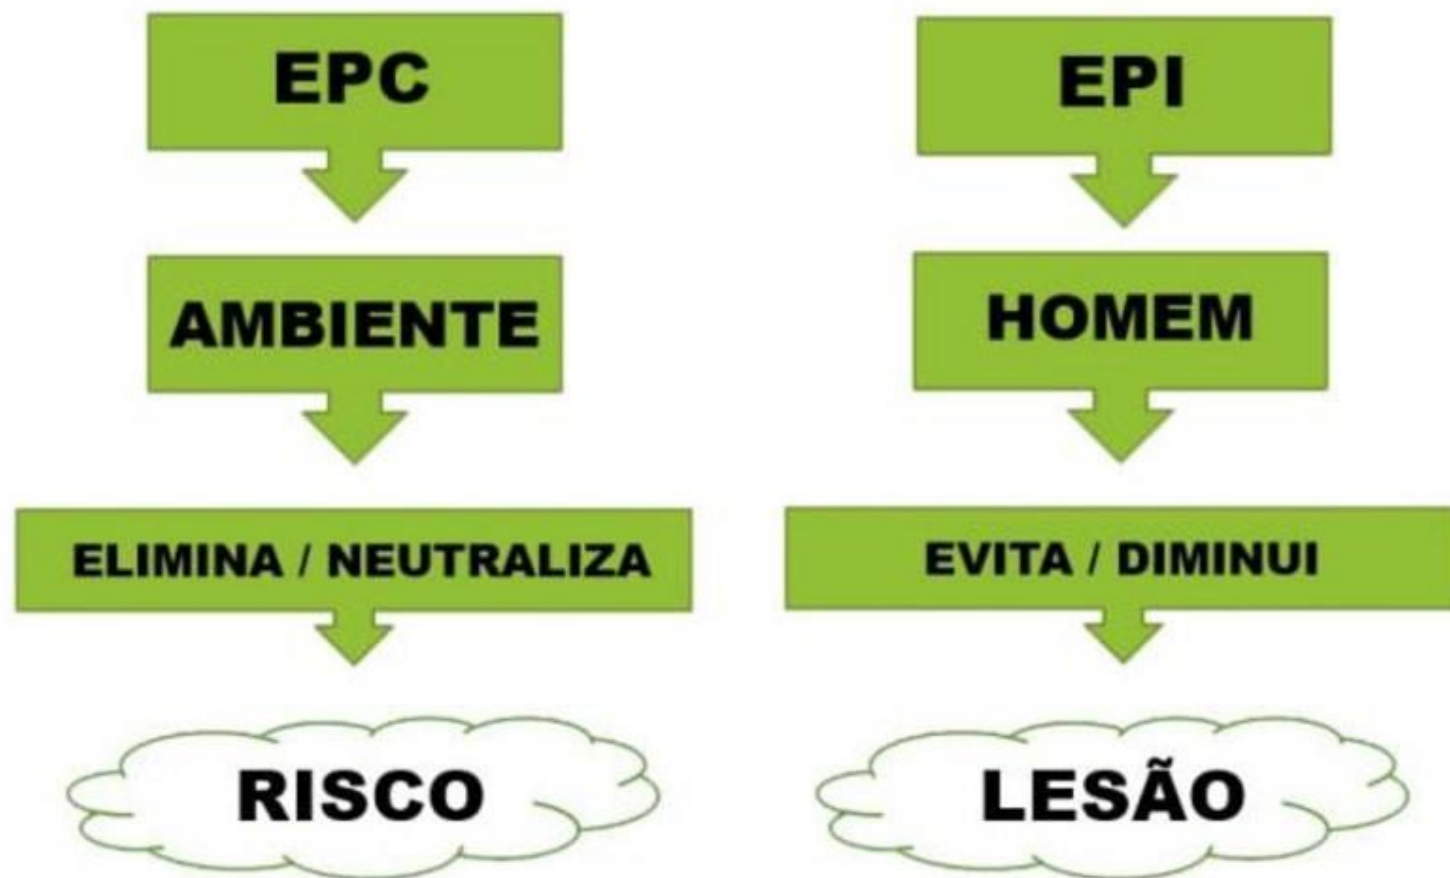 EPC
AMBIENTE
ELIMINA / NEUTRALIZA
RISCO
EPI
HOMEM
EVITA / DIMINUI
LESÃO